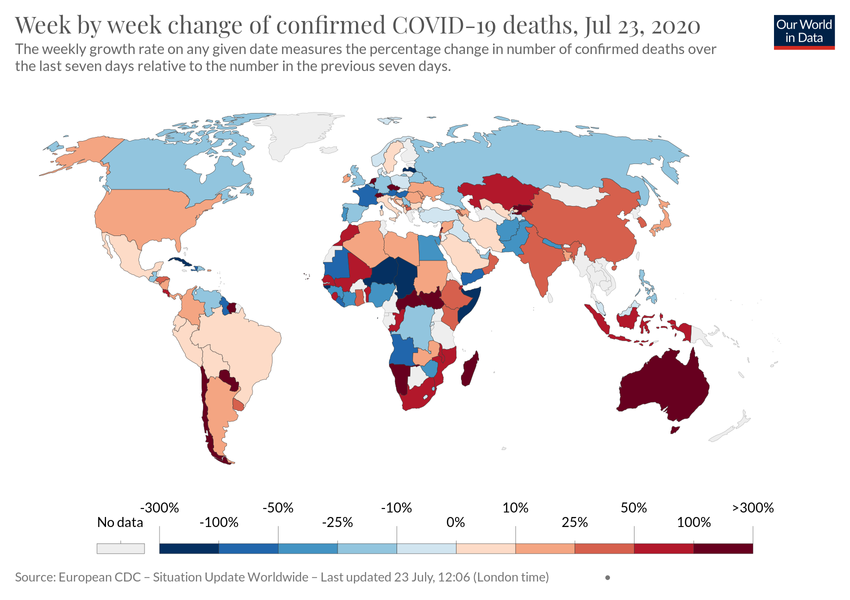 Week by week change of confirmed COVID-19 deaths, Jul 23, 2020
Our World
in Data
The weekly growth rate on any given date measures the percentage change in number of confirmed deaths over
the last seven days relative to the number in the previous seven days.
-300% -50% -10% 10% 50% >300%
No data -100% -25% 0% 25% 100%
Source: European CDC – Situation Update Worldwide – Last updated 23 July, 12:06 (London time) •